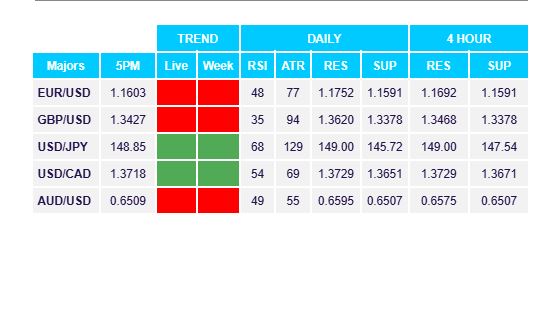 TREND DAILY 4 HOUR
Majors 5PM Live Week RSI ATR RES SUP RES SUP
EUR/USD 1.1603 48 77 1.1752 1.1591 1.1692 1.1591
GBP/USD 1.3427 35 94 1.3620 1.3378 1.3468 1.3378
USD/JPY 148.85 68 129 149.00 145.72 149.00 147.54
USD/CAD 1.3718 54 69 1.3729 1.3651 1.3729 1.3671
AUD/USD 0.6509 49 55 0.6595 0.6507 0.6575 0.6507